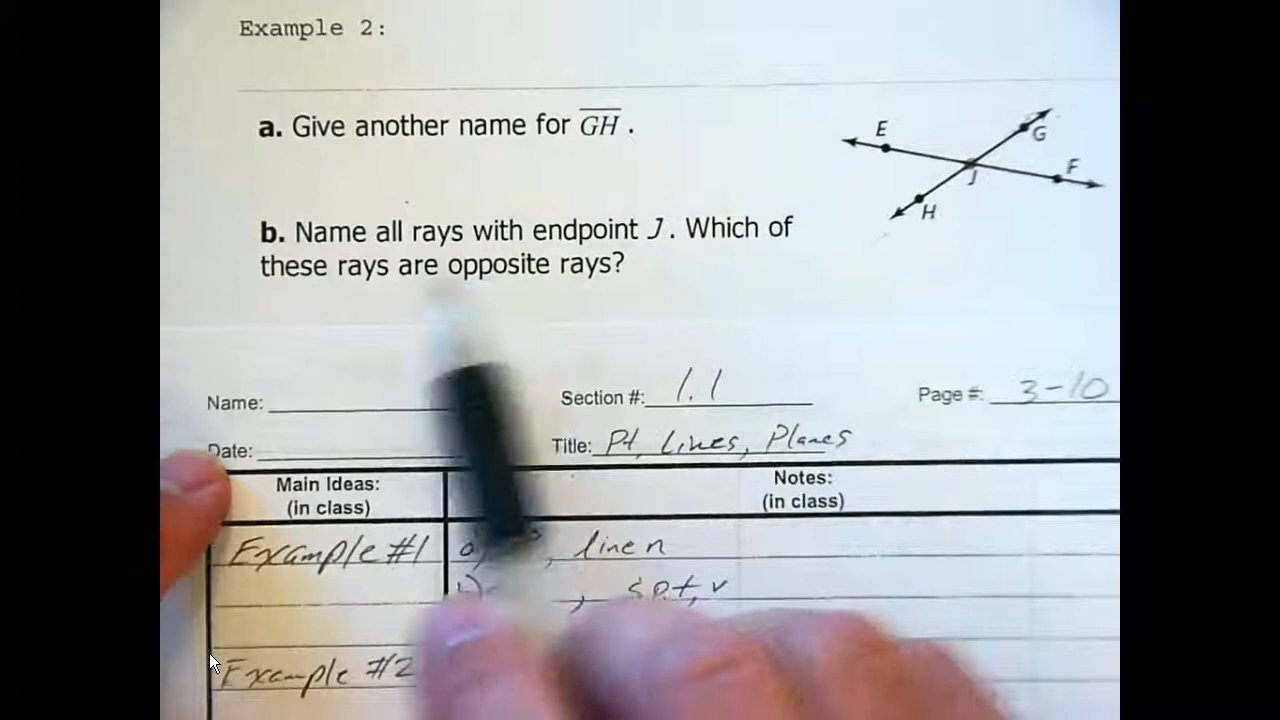 Example 2:
a. Give another name for \overline{GH}.
E
G
F
J
H
b. Name all rays with endpoint J. Which of
these rays are opposite rays?
Name:
Section #: 1.1
Page #: 3-10
Date:
Title: Pt, Lines, Planes
Main Ideas:
(in class)
Notes:
(in class)
Example #1
a) , line n
b) , S, P, T, V
Example #2